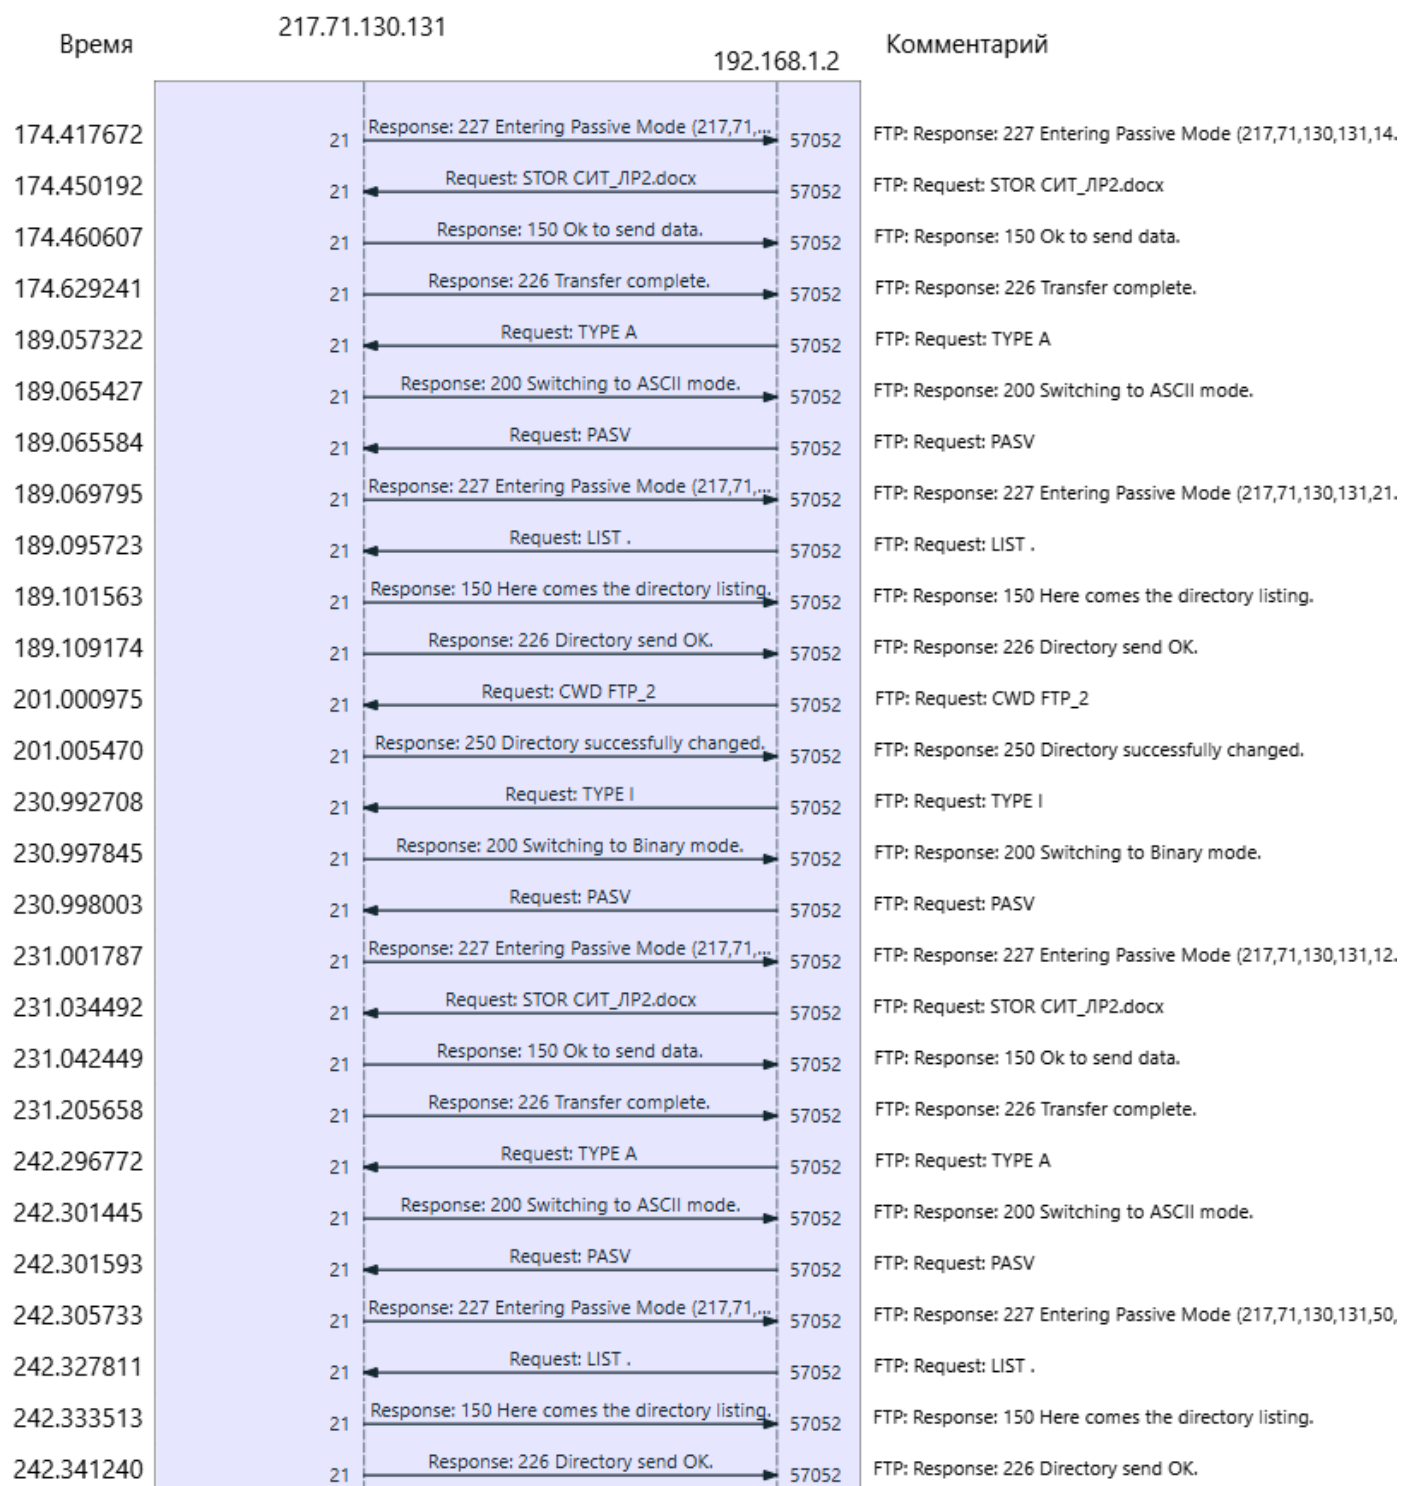 Время 217.71.130.131 192.168.1.2 Комментарий
174.417672 21 Response: 227 Entering Passive Mode (217,71,... 57052 FTP: Response: 227 Entering Passive Mode (217,71,130,131,14.
174.450192 21 Request: STOR СИТ_ЛР2.docx 57052 FTP: Request: STOR СИТ_ЛР2.docx
174.460607 21 Response: 150 Ok to send data. 57052 FTP: Response: 150 Ok to send data.
174.629241 21 Response: 226 Transfer complete. 57052 FTP: Response: 226 Transfer complete.
189.057322 21 Request: TYPE A 57052 FTP: Request: TYPE A
189.065427 21 Response: 200 Switching to ASCII mode. 57052 FTP: Response: 200 Switching to ASCII mode.
189.065584 21 Request: PASV 57052 FTP: Request: PASV
189.069795 21 Response: 227 Entering Passive Mode (217,71,... 57052 FTP: Response: 227 Entering Passive Mode (217,71,130,131,21.
189.095723 21 Request: LIST . 57052 FTP: Request: LIST .
189.101563 21 Response: 150 Here comes the directory listing. 57052 FTP: Response: 150 Here comes the directory listing.
189.109174 21 Response: 226 Directory send OK. 57052 FTP: Response: 226 Directory send OK.
201.000975 21 Request: CWD FTP_2 57052 FTP: Request: CWD FTP_2
201.005470 21 Response: 250 Directory successfully changed. 57052 FTP: Response: 250 Directory successfully changed.
230.992708 21 Request: TYPE I 57052 FTP: Request: TYPE I
230.997845 21 Response: 200 Switching to Binary mode. 57052 FTP: Response: 200 Switching to Binary mode.
230.998003 21 Request: PASV 57052 FTP: Request: PASV
231.001787 21 Response: 227 Entering Passive Mode (217,71,... 57052 FTP: Response: 227 Entering Passive Mode (217,71,130,131,12.
231.034492 21 Request: STOR СИТ_ЛР2.docx 57052 FTP: Request: STOR СИТ_ЛР2.docx
231.042449 21 Response: 150 Ok to send data. 57052 FTP: Response: 150 Ok to send data.
231.205658 21 Response: 226 Transfer complete. 57052 FTP: Response: 226 Transfer complete.
242.296772 21 Request: TYPE A 57052 FTP: Request: TYPE A
242.301445 21 Response: 200 Switching to ASCII mode. 57052 FTP: Response: 200 Switching to ASCII mode.
242.301593 21 Request: PASV 57052 FTP: Request: PASV
242.305733 21 Response: 227 Entering Passive Mode (217,71,... 57052 FTP: Response: 227 Entering Passive Mode (217,71,130,131,50,
242.327811 21 Request: LIST . 57052 FTP: Request: LIST .
242.333513 21 Response: 150 Here comes the directory listing. 57052 FTP: Response: 150 Here comes the directory listing.
242.341240 21 Response: 226 Directory send OK. 57052 FTP: Response: 226 Directory send OK.